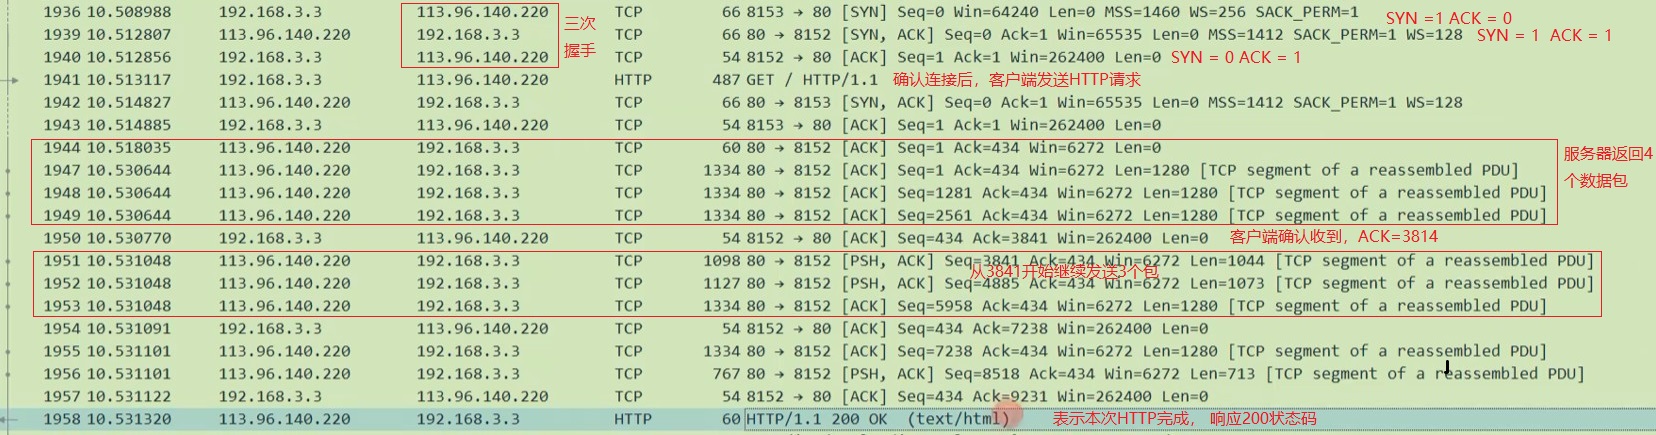 1936 10.508988 192.168.3.3 113.96.140.220 TCP 66 8153 → 80 [SYN] Seq=0 Win=64240 Len=0 MSS=1460 WS=256 SACK_PERM=1 SYN =1 ACK = 0
三次
1939 10.512807 113.96.140.220 192.168.3.3 TCP 66 80 → 8152 [SYN, ACK] Seq=0 Ack=1 Win=65535 Len=0 MSS=1412 SACK_PERM=1 WS=128 SYN = 1 ACK = 1
握手
1940 10.512856 192.168.3.3 113.96.140.220 TCP 54 8152 → 80 [ACK] Seq=1 Ack=1 Win=262400 Len=0 SYN = 0 ACK = 1
1941 10.513117 192.168.3.3 113.96.140.220 HTTP 487 GET / HTTP/1.1 确认连接后，客户端发送HTTP请求
1942 10.514827 113.96.140.220 192.168.3.3 TCP 66 80 → 8153 [SYN, ACK] Seq=0 Ack=1 Win=65535 Len=0 MSS=1412 SACK_PERM=1 WS=128
1943 10.514885 192.168.3.3 113.96.140.220 TCP 54 8153 → 80 [ACK] Seq=1 Ack=1 Win=262400 Len=0
1944 10.518035 113.96.140.220 192.168.3.3 TCP 60 80 → 8152 [ACK] Seq=1 Ack=434 Win=6272 Len=0
服务器返回4
1947 10.530644 113.96.140.220 192.168.3.3 TCP 1334 80 → 8152 [ACK] Seq=1 Ack=434 Win=6272 Len=1280 [TCP segment of a reassembled PDU]
个数据包
1948 10.530644 113.96.140.220 192.168.3.3 TCP 1334 80 → 8152 [ACK] Seq=1281 Ack=434 Win=6272 Len=1280 [TCP segment of a reassembled PDU]
1949 10.530644 113.96.140.220 192.168.3.3 TCP 1334 80 → 8152 [ACK] Seq=2561 Ack=434 Win=6272 Len=1280 [TCP segment of a reassembled PDU]
1950 10.530770 192.168.3.3 113.96.140.220 TCP 54 8152 → 80 [ACK] Seq=434 Ack=3841 Win=262400 Len=0 客户端确认收到，ACK=3814
1951 10.531048 113.96.140.220 192.168.3.3 TCP 1098 80 → 8152 [PSH, ACK] Seq=3841 Ack=434 Win=6272 Len=1044 [TCP segment of a reassembled PDU]
从3841开始继续发送3个包
1952 10.531048 113.96.140.220 192.168.3.3 TCP 1127 80 → 8152 [PSH, ACK] Seq=4885 Ack=434 Win=6272 Len=1073 [TCP segment of a reassembled PDU]
1953 10.531048 113.96.140.220 192.168.3.3 TCP 1334 80 → 8152 [ACK] Seq=5958 Ack=434 Win=6272 Len=1280 [TCP segment of a reassembled PDU]
1954 10.531091 192.168.3.3 113.96.140.220 TCP 54 8152 → 80 [ACK] Seq=434 Ack=7238 Win=262400 Len=0
1955 10.531101 113.96.140.220 192.168.3.3 TCP 1334 80 → 8152 [ACK] Seq=7238 Ack=434 Win=6272 Len=1280 [TCP segment of a reassembled PDU]
1956 10.531101 113.96.140.220 192.168.3.3 TCP 767 80 → 8152 [PSH, ACK] Seq=8518 Ack=434 Win=6272 Len=713 [TCP segment of a reassembled PDU]
1957 10.531122 192.168.3.3 113.96.140.220 TCP 54 8152 → 80 [ACK] Seq=434 Ack=9231 Win=262400 Len=0
1958 10.531320 113.96.140.220 192.168.3.3 HTTP 60 HTTP/1.1 200 OK (text/html) 表示本次HTTP完成， 响应200状态码